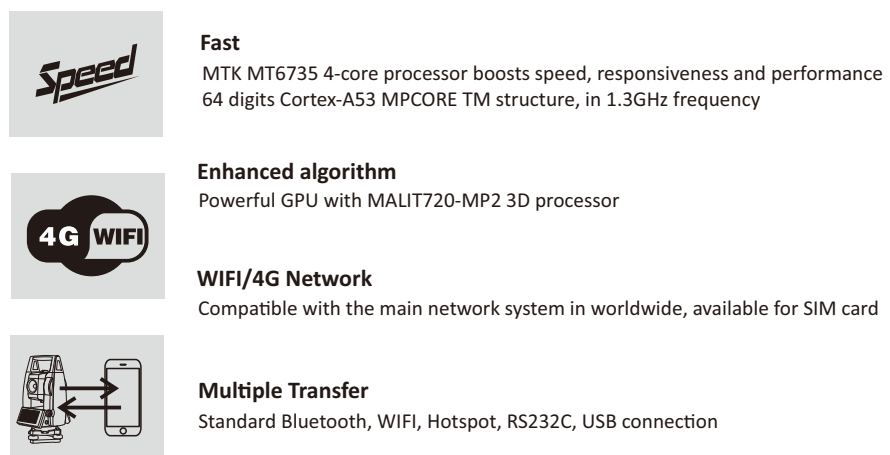 Speed
Fast
MTK MT6735 4-core processor boosts speed, responsiveness and performance
64 digits Cortex-A53 MPCORE TM structure, in 1.3GHz frequency
Enhanced algorithm
Powerful GPU with MALIT720-MP2 3D processor
4G WIFI
WIFI/4G Network
Compatible with the main network system in worldwide, available for SIM card
Multiple Transfer
Standard Bluetooth, WIFI, Hotspot, RS232C, USB connection